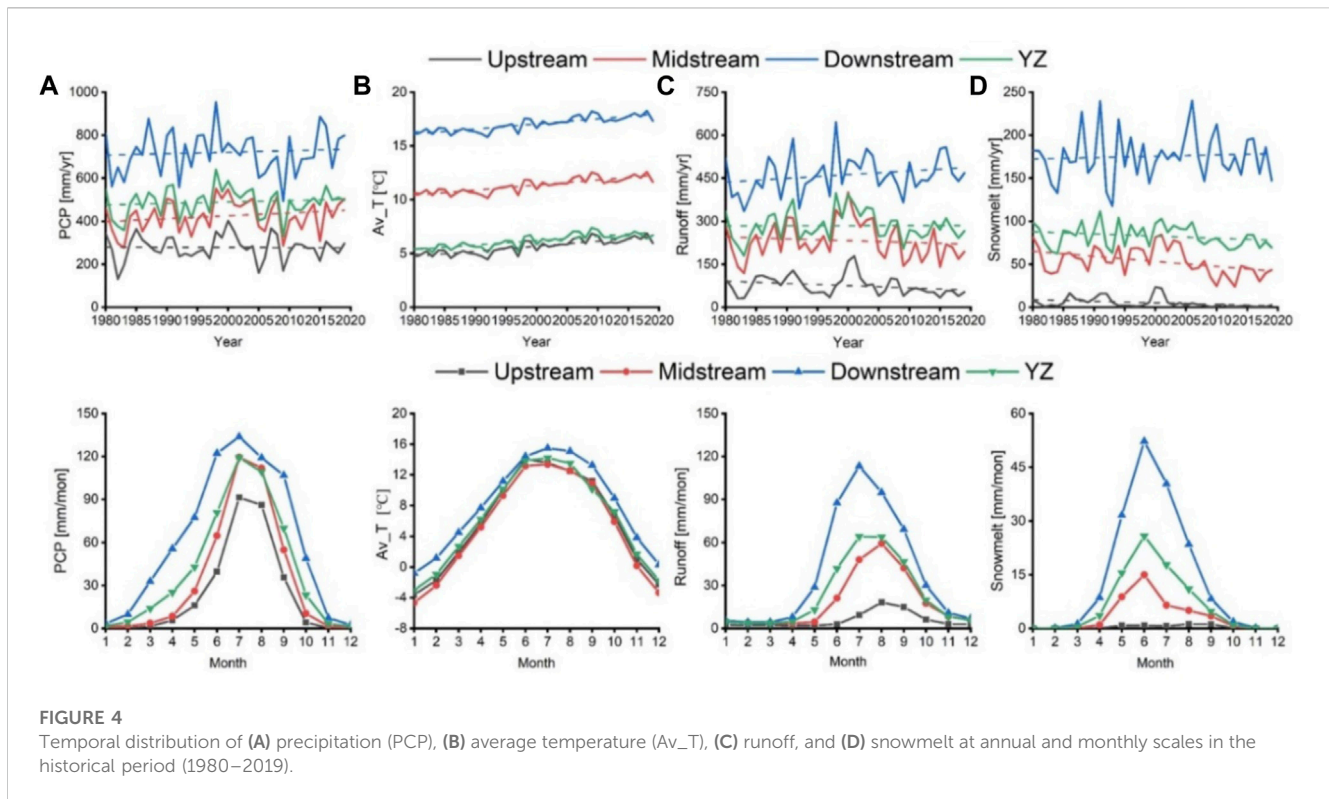 Upstream Midstream Downstream YZ
A B C D
PCP [mm/yr]
1000
800
600
400
200
0
1980 1985 1990 1995 2000 2005 2010 2015 2020
Year
Av_T [℃]
20
15
10
5
0
1980 1985 1990 1995 2000 2005 2010 2015 2020
Year
Runoff [mm/yr]
750
600
450
300
150
0
1980 1985 1990 1995 2000 2005 2010 2015 2020
Year
Snowmelt [mm/yr]
250
200
150
100
50
0
1980 1985 1990 1995 2000 2005 2010 2015 2020
Year
Upstream Midstream Downstream YZ
PCP [mm/mon]
150
120
90
60
30
0
1 2 3 4 5 6 7 8 9 10 11 12
Month
Av_T [℃]
20
16
12
8
4
0
-4
-8
1 2 3 4 5 6 7 8 9 10 11 12
Month
Runoff [mm/mon]
150
120
90
60
30
0
1 2 3 4 5 6 7 8 9 10 11 12
Month
Snowmelt [mm/mon]
60
45
30
15
0
1 2 3 4 5 6 7 8 9 10 11 12
Month
FIGURE 4
Temporal distribution of (A) precipitation (PCP), (B) average temperature (Av_T), (C) runoff, and (D) snowmelt at annual and monthly scales in the
historical period (1980–2019).